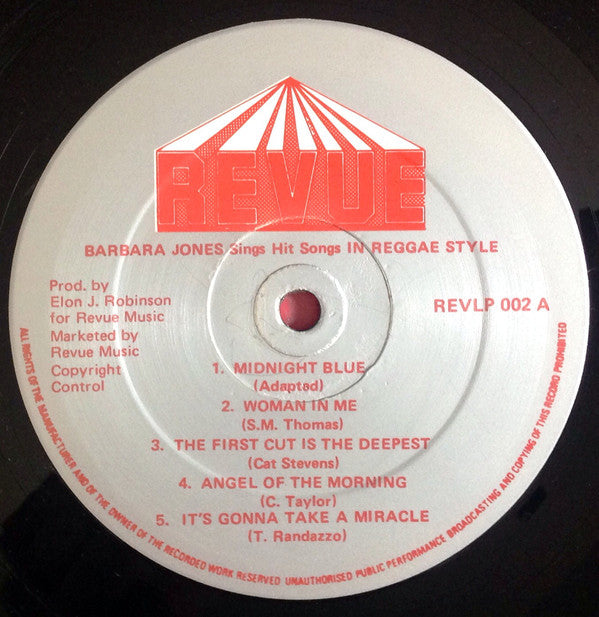 REVUE
BARBARA JONES Sings Hit Songs IN REGGAE STYLE
Prod. by
Elon J. Robinson
for Revue Music
Marketed by
Revue Music
Copyright
Control
REVLP 002 A
1. MIDNIGHT BLUE
(Adapted)
2. WOMAN IN ME
(S.M. Thomas)
3. THE FIRST CUT IS THE DEEPEST
(Cat Stevens)
4. ANGEL OF THE MORNING
(C. Taylor)
5. IT'S GONNA TAKE A MIRACLE
(T. Randazzo)
ALL RIGHTS OF THE MANUFACTURER AND OF THE OWNER OF THE RECORDED WORK RESERVED UNAUTHORISED PUBLIC PERFORMANCE BROADCASTING AND COPYING OF THIS RECORD PROHIBITED